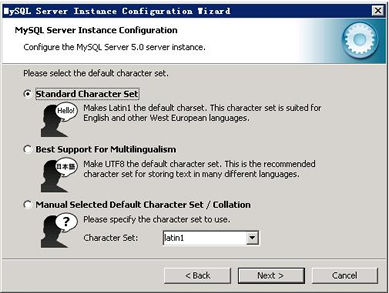 MySQL Server Instance Configuration Wizard
MySQL Server Instance Configuration
Configure the MySQL Server 5.0 server instance.
Please select the default character set.
Standard Character Set
Hello!
Makes Latin1 the default charset. This character set is suited for
English and other West European languages.
Best Support For Multilingualism
日本語
Make UTF8 the default character set. This is the recommended
character set for storing text in many different languages.
Manual Selected Default Character Set / Collation
?
Please specify the character set to use.
Character Set: latin1
< Back Next > Cancel